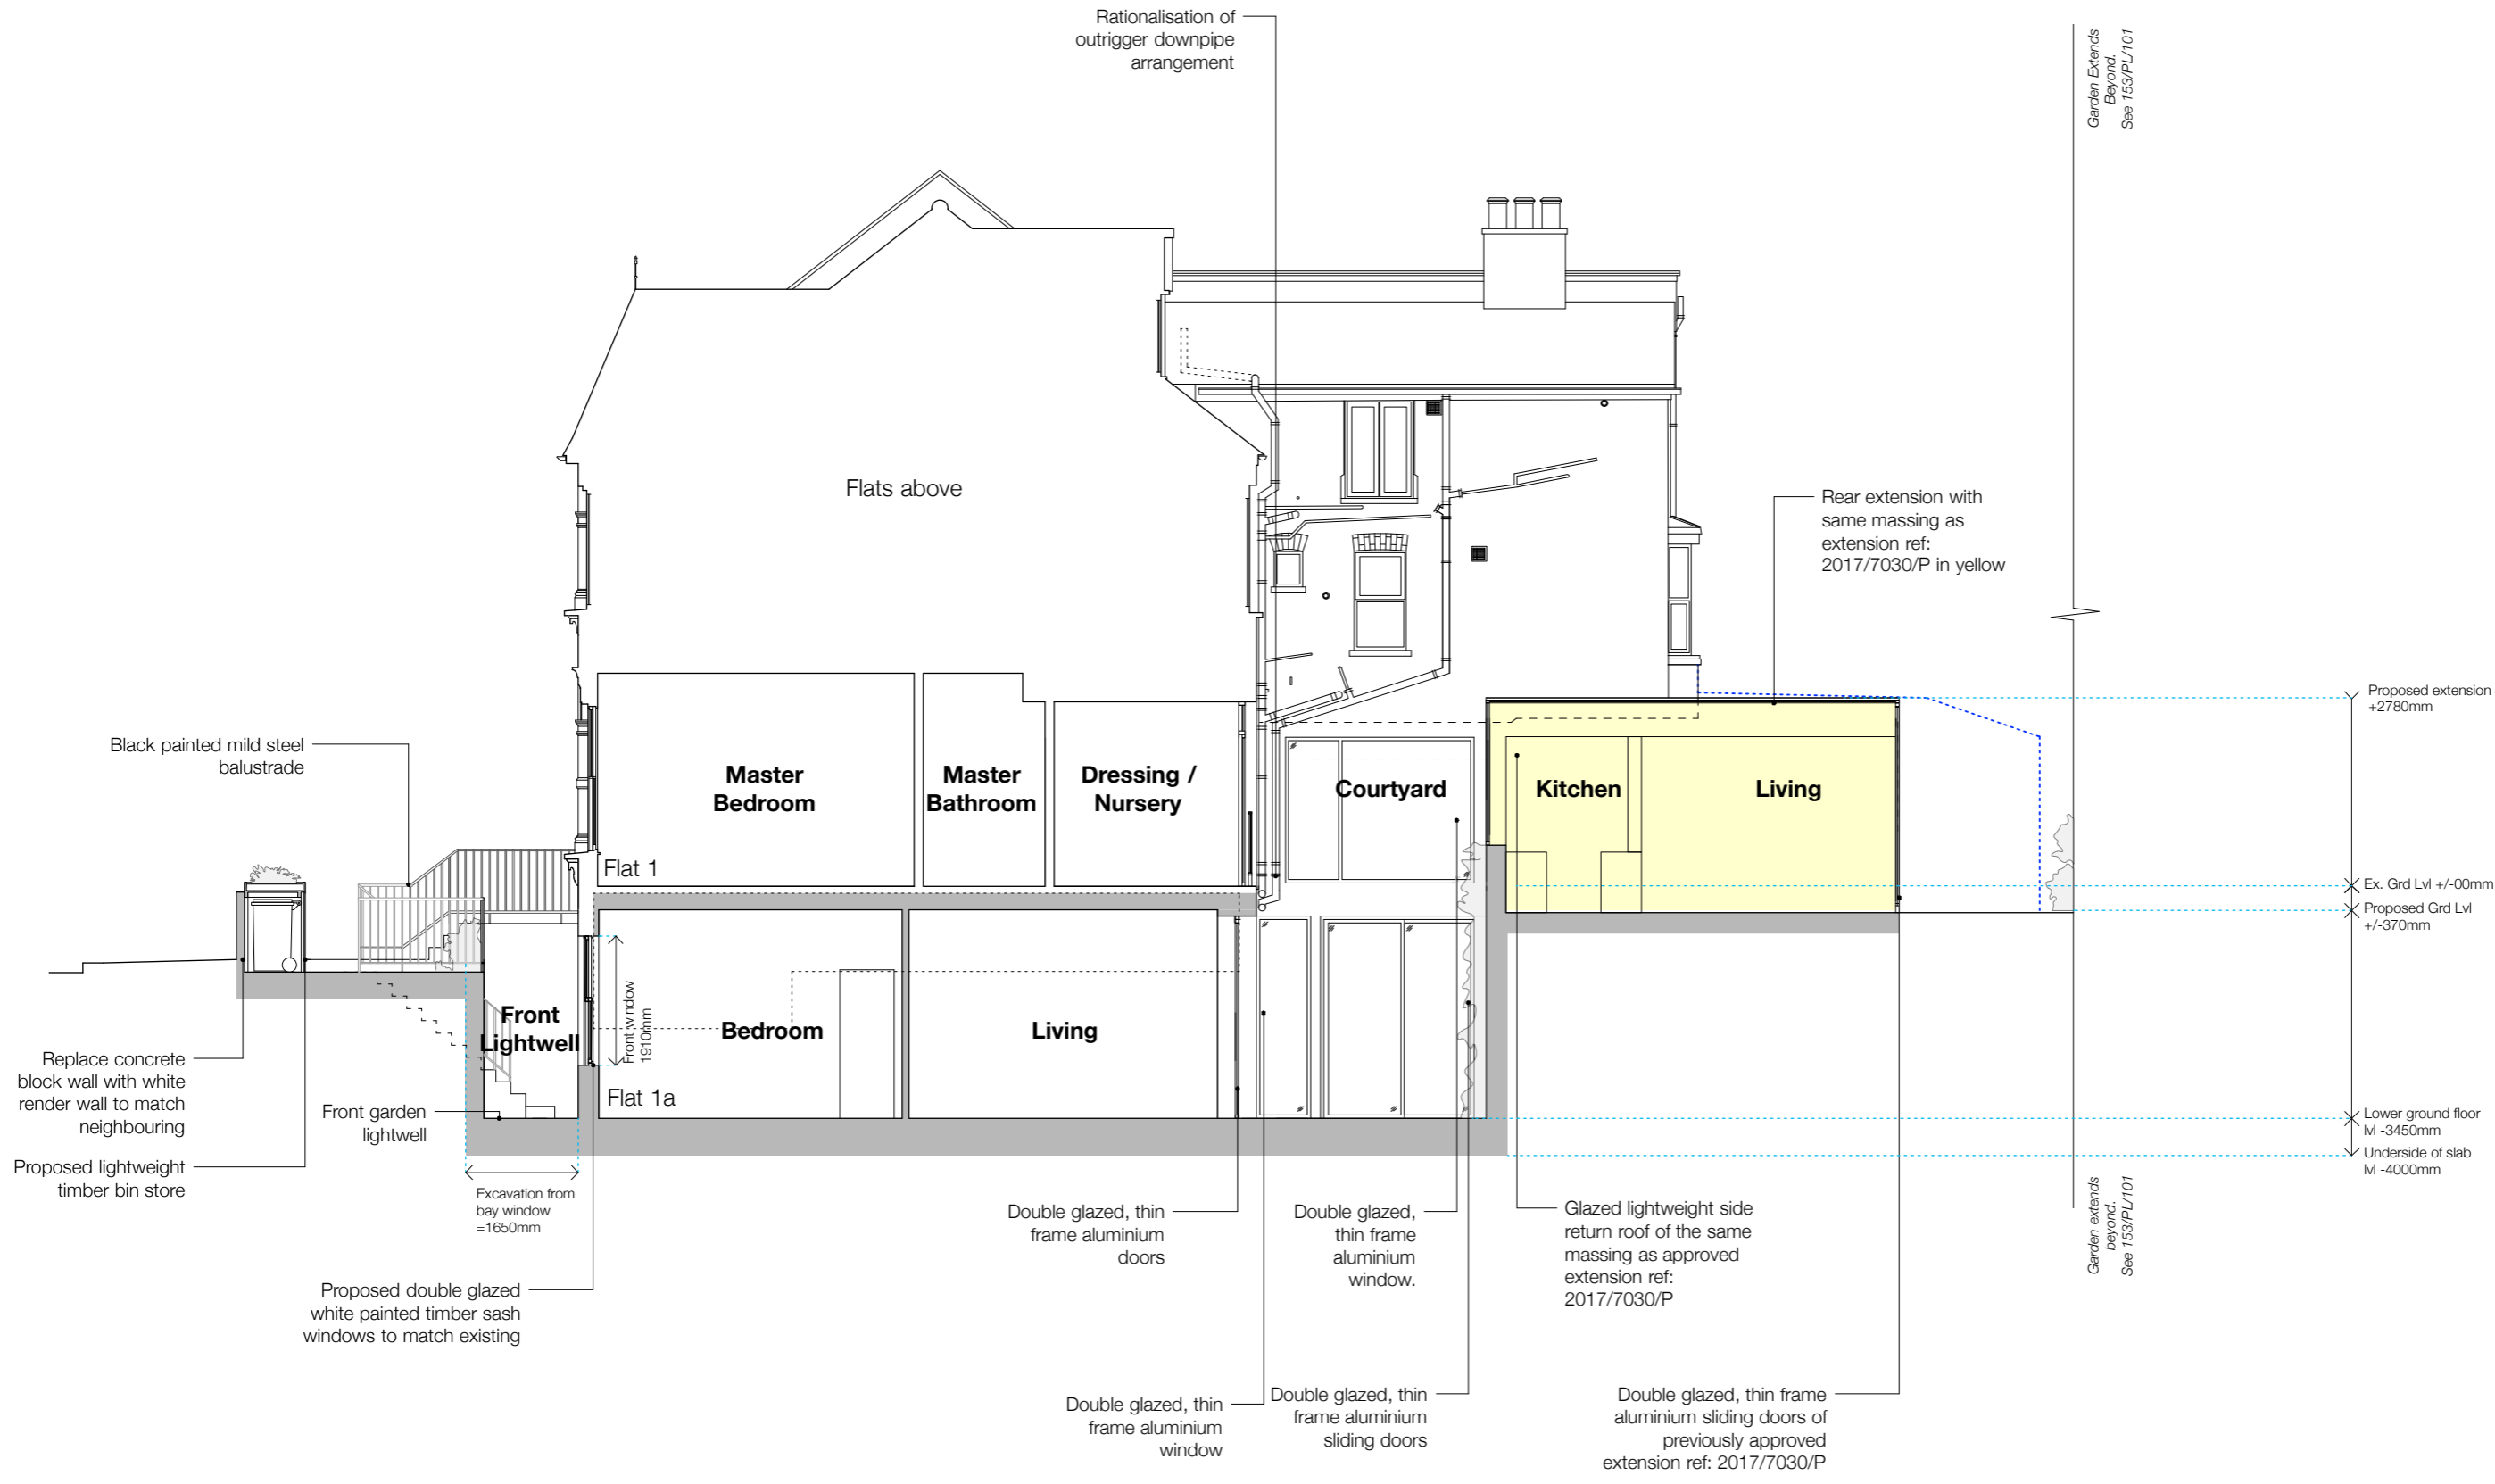 Rationalisation of
outrigger downpipe
arrangement
Garden Extends
Beyond.
See 153/PL/101
Flats above
Rear extension with
same massing as
extension ref:
2017/7030/P in yellow
Proposed extension
+2780mm
Black painted mild steel
balustrade
Master
Bedroom
Master
Bathroom
Dressing /
Nursery
Courtyard
Kitchen
Living
Flat 1
Ex. Grd Lvl +/-00mm
Proposed Grd Lvl
+/-370mm
Front
Lightwell
Front window
1910mm
Bedroom
Living
Flat 1a
Replace concrete
block wall with white
render wall to match
neighbouring
Front garden
lightwell
Proposed lightweight
timber bin store
Lower ground floor
lvl -3450mm
Underside of slab
lvl -4000mm
Excavation from
bay window
=1650mm
Double glazed, thin
frame aluminium
doors
Double glazed,
thin frame
aluminium
window.
Glazed lightweight side
return roof of the same
massing as approved
extension ref:
2017/7030/P
Garden extends
beyond.
See 153/PL/101
Proposed double glazed
white painted timber sash
windows to match existing
Double glazed, thin
frame aluminium
window
Double glazed, thin
frame aluminium
sliding doors
Double glazed, thin frame
aluminium sliding doors of
previously approved
extension ref: 2017/7030/P